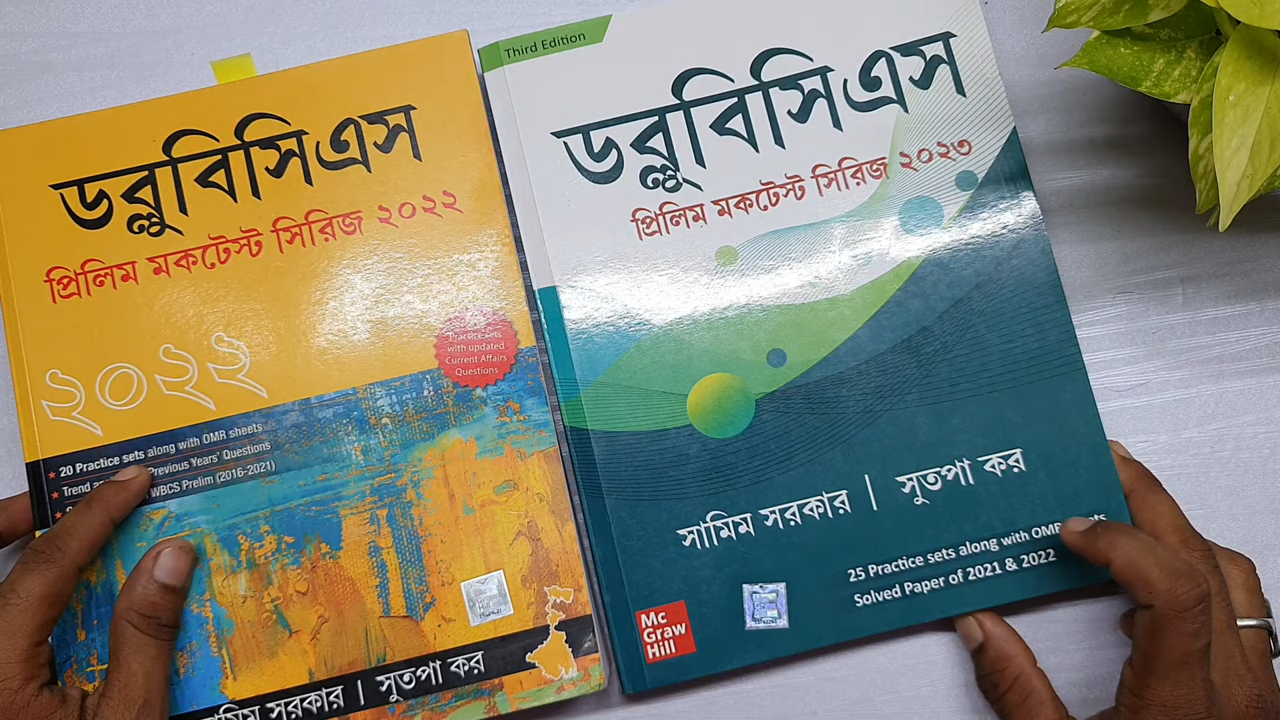 ডব্লুবিসিএস
প্রিলিম মকটেস্ট সিরিজ ২০২২
২০২২
Practice sets
with updated
Current Affairs
Questions
★ 20 Practice sets along with OMR sheets
Previous Years' Questions
★ Trend WBCS Prelim (2016-2021)
সরকার | সুতপা কর
Third Edition
ডব্লুবিসিএস
প্রিলিম মকটেস্ট সিরিজ ২০২৩
সামিম সরকার | সুতপা কর
25 Practice sets along with OMR
Solved Paper of 2021 & 2022
Mc
Graw
Hill